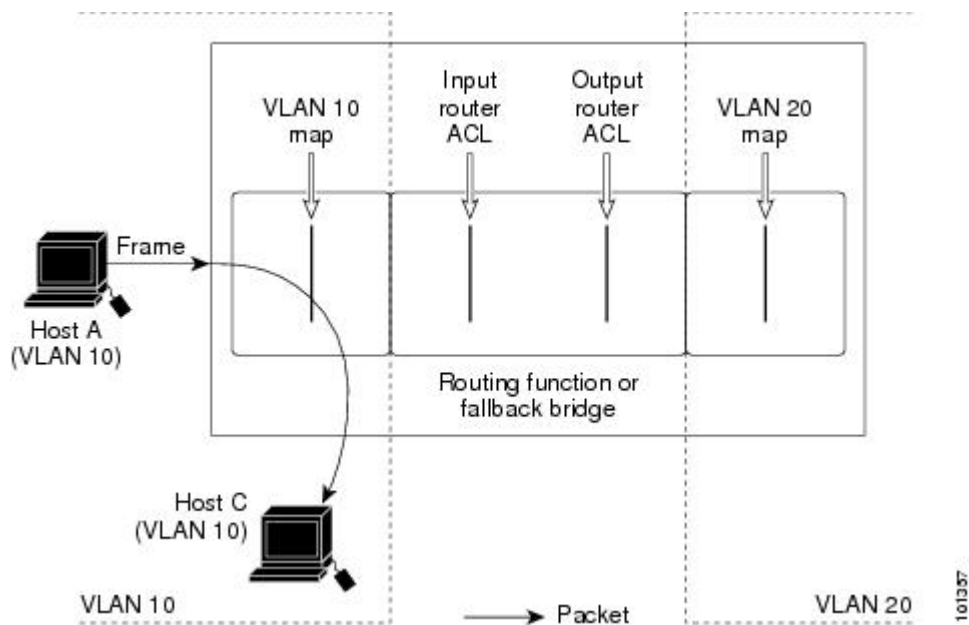 VLAN 10
map
Input
router
ACL
Output
router
ACL
VLAN 20
map
Frame
Host A
(VLAN 10)
Routing function or
fallback bridge
Host C
(VLAN 10)
VLAN 10
Packet
VLAN 20
101357